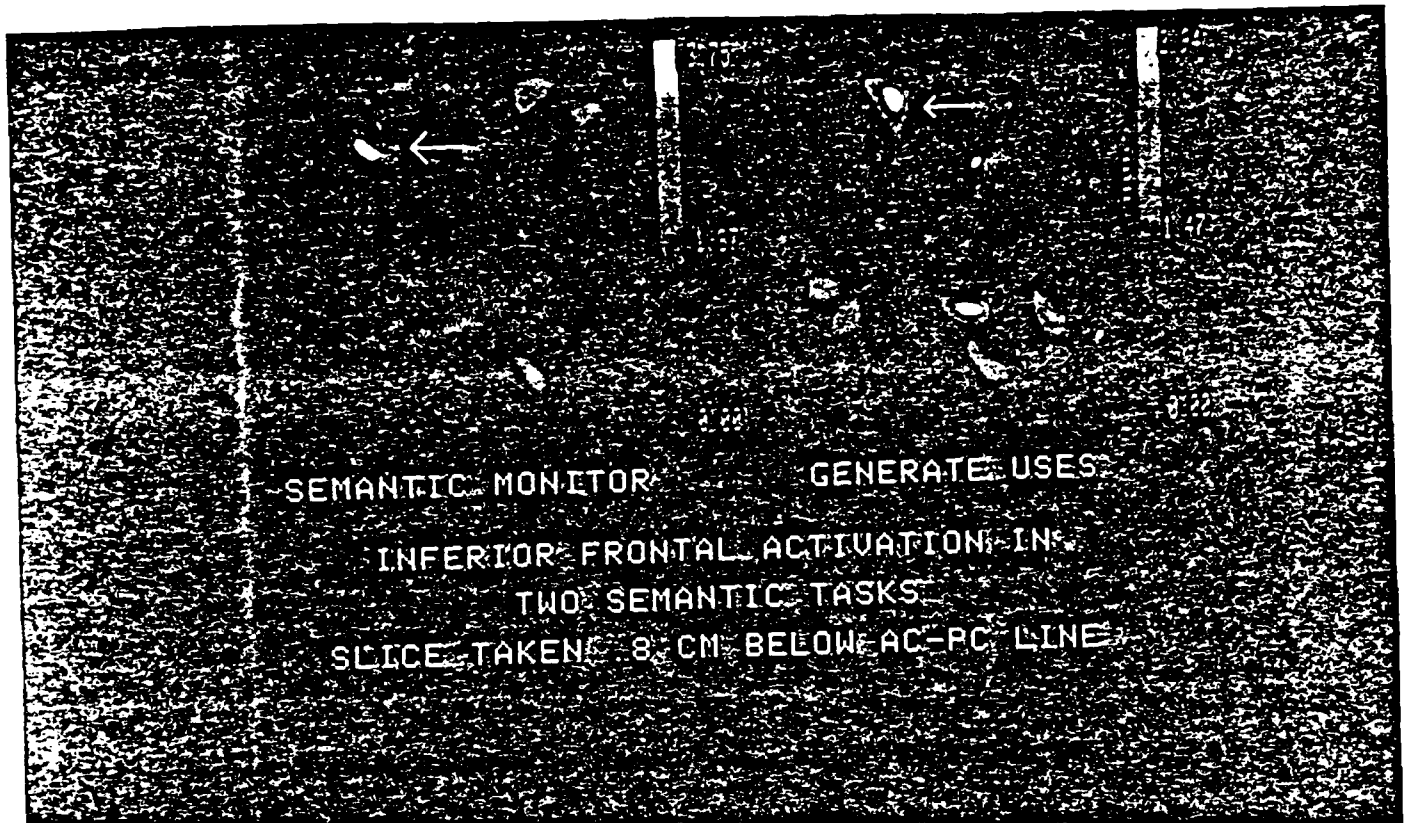 SEMANTIC MONITOR GENERATE USES
INFERIOR FRONTAL ACTIVATION IN
TWO SEMANTIC TASKS
SLICE TAKEN .8 CM BELOW AC-PC LINE